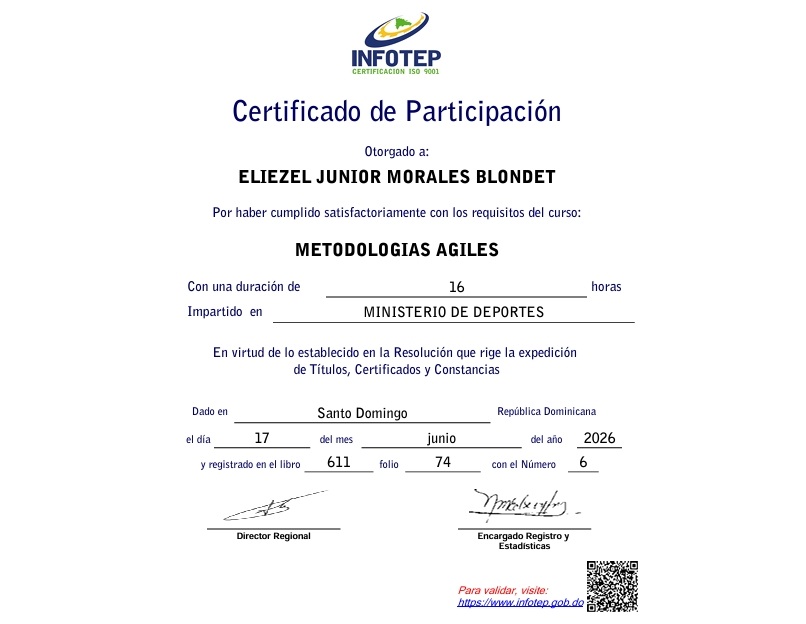 INFOTEP
CERTIFICACION ISO 9001
Certificado de Participación
Otorgado a:
ELIEZEL JUNIOR MORALES BLONDET
Por haber cumplido satisfactoriamente con los requisitos del curso:
METODOLOGIAS AGILES
Con una duración de 16 horas
Impartido en MINISTERIO DE DEPORTES
En virtud de lo establecido en la Resolución que rige la expedición
de Títulos, Certificados y Constancias
Dado en Santo Domingo República Dominicana
el día 17 del mes junio del año 2026
y registrado en el libro 611 folio 74 con el Número 6
Director Regional
Encargado Registro y
Estadísticas
Para validar, visite:
https://www.infotep.gob.do